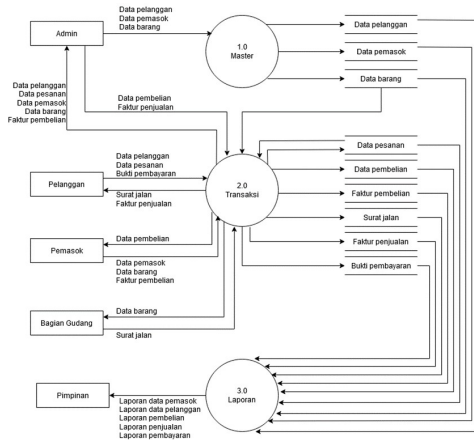 Admin
Data pelanggan
Data pemasok
Data barang
1.0
Master
Data pelanggan
Data pemasok
Data barang
Data pelanggan
Data pesanan
Data pemasok
Data barang
Faktur pembelian
Data pembelian
Faktur penjualan
Pelanggan
Data pelanggan
Data pesanan
Bukti pembayaran
Surat jalan
Faktur penjualan
2.0
Transaksi
Data pesanan
Data pembelian
Faktur pembelian
Surat jalan
Faktur penjualan
Bukti pembayaran
Pemasok
Data pembelian
Data pemasok
Data barang
Faktur pembelian
Bagian Gudang
Data barang
Surat jalan
Pimpinan
3.0
Laporan
Laporan data pemasok
Laporan data pelanggan
Laporan pembelian
Laporan penjualan
Laporan pembayaran